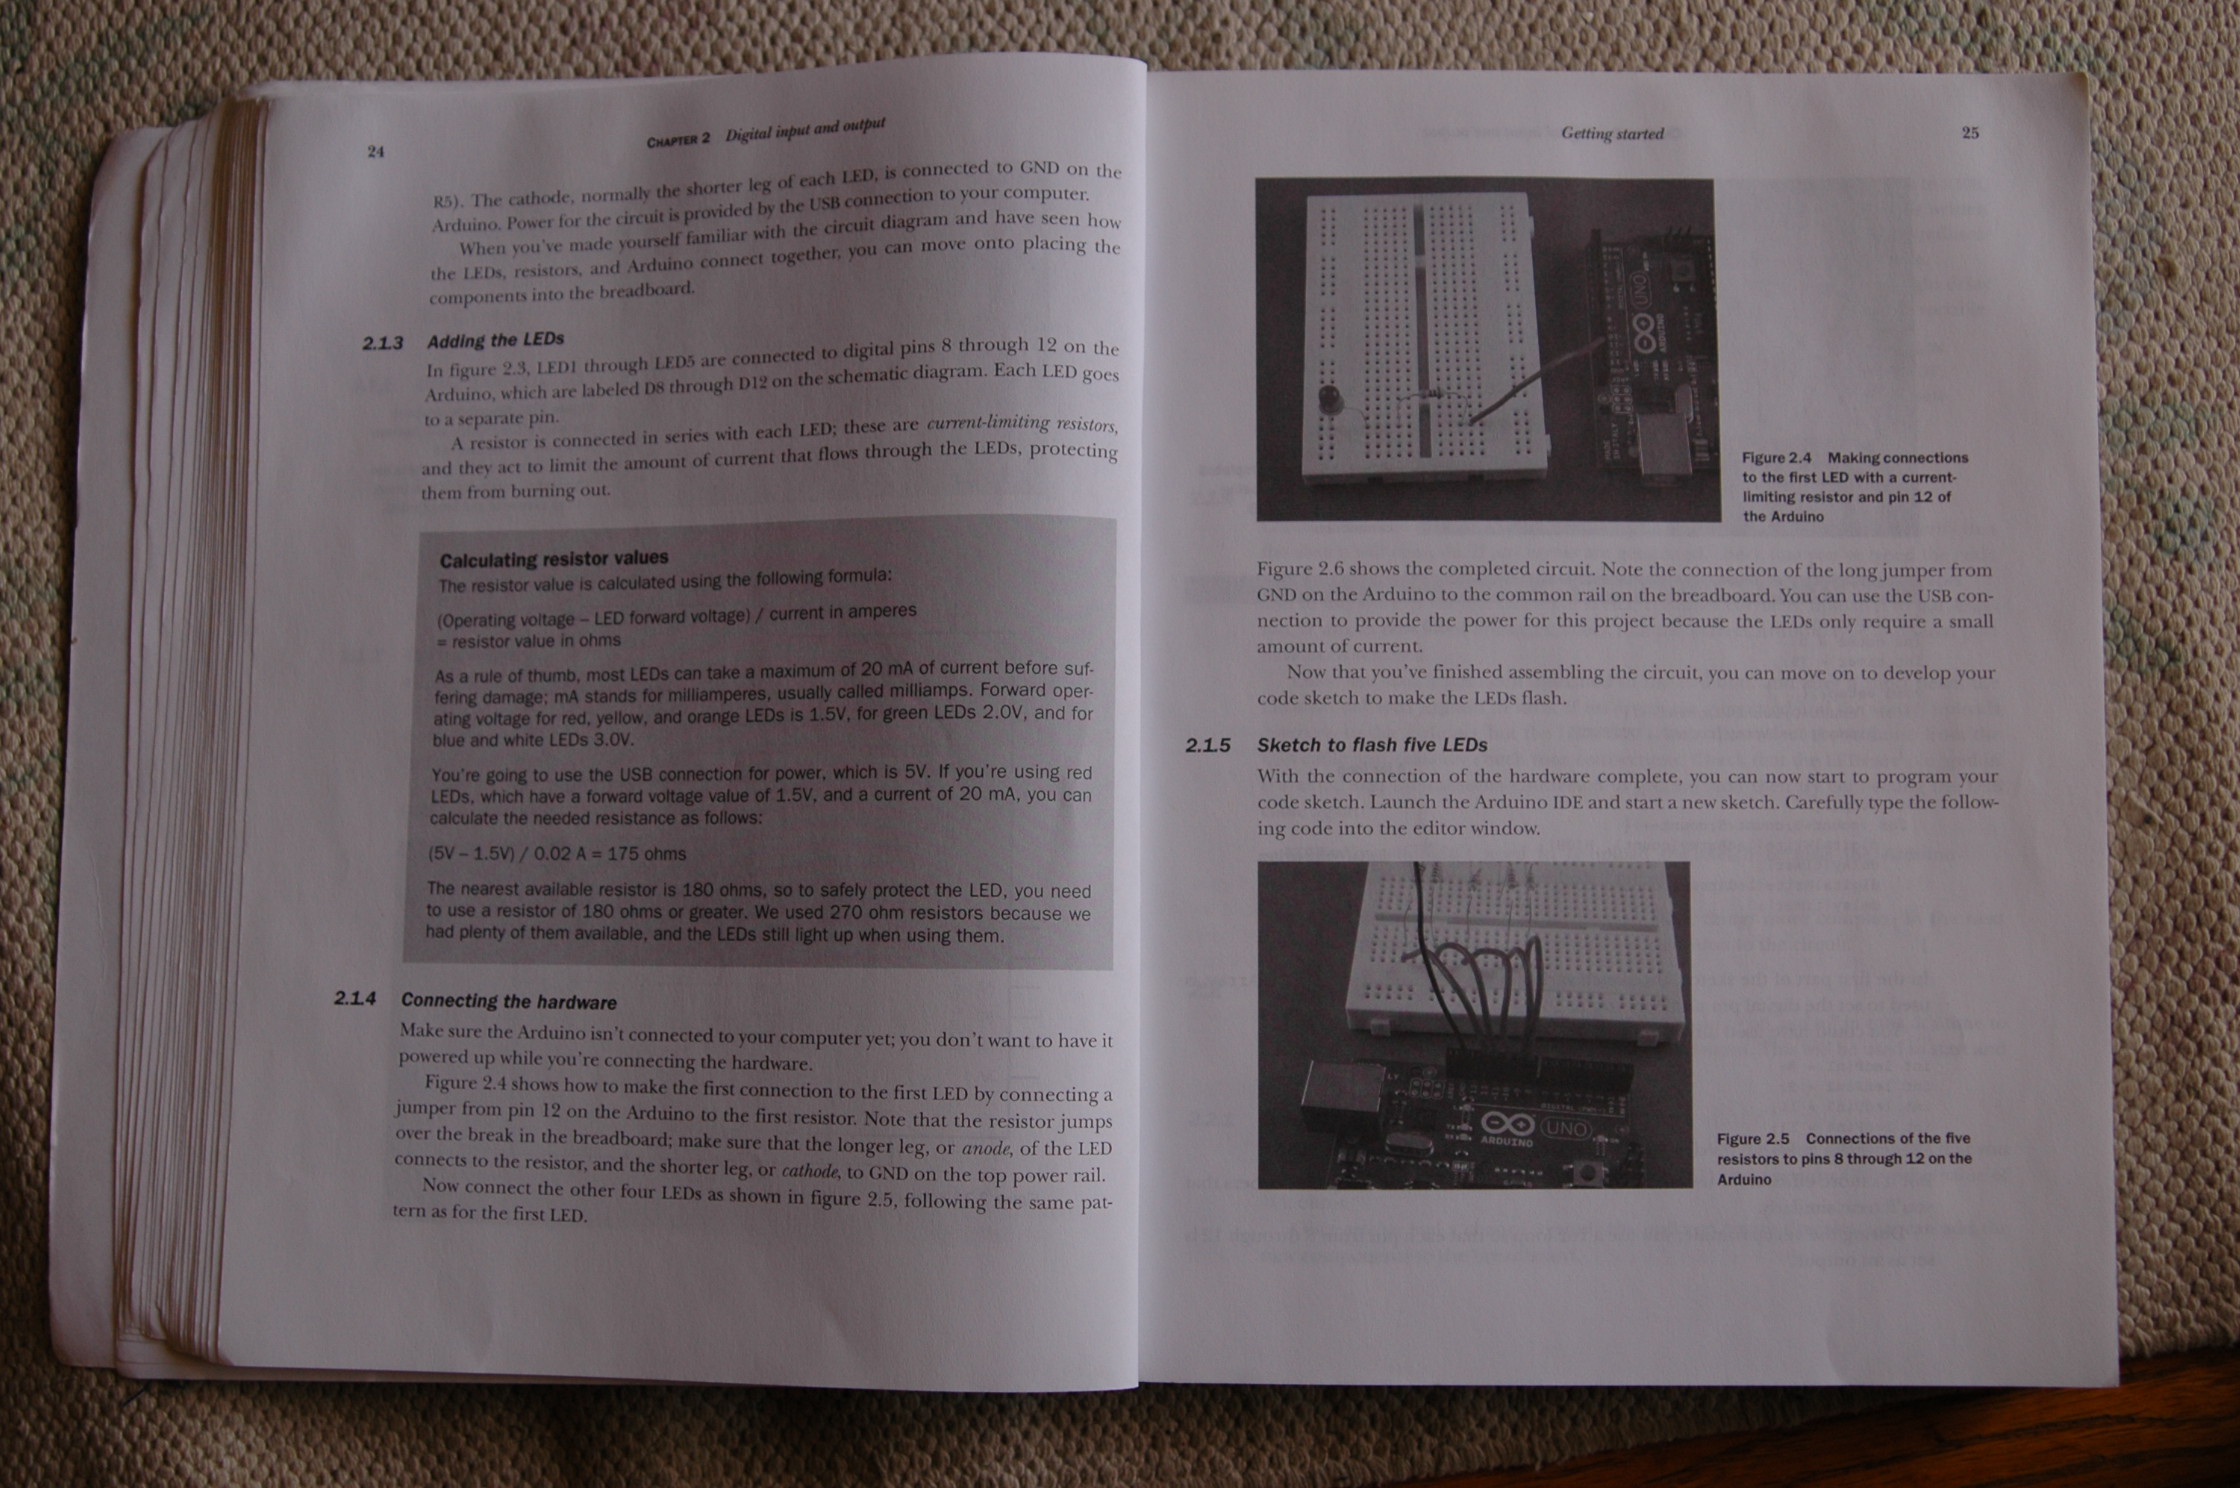 24
CHAPTER 2 Digital input and output
R5). The cathode, normally the shorter leg of each LED, is connected to GND on the
Arduino. Power for the circuit is provided by the USB connection to your computer.
When you've made yourself familiar with the circuit diagram and have seen how
the LEDs, resistors, and Arduino connect together, you can move onto placing the
components into the breadboard.
2.1.3 Adding the LEDs
In figure 2.3, LED1 through LED5 are connected to digital pins 8 through 12 on the
Arduino, which are labeled D8 through D12 on the schematic diagram. Each LED goes
to a separate pin.
A resistor is connected in series with each LED; these are current-limiting resistors,
and they act to limit the amount of current that flows through the LEDs, protecting
them from burning out.
Calculating resistor values
The resistor value is calculated using the following formula:
(Operating voltage – LED forward voltage) / current in amperes
= resistor value in ohms
As a rule of thumb, most LEDs can take a maximum of 20 mA of current before suf-
fering damage; mA stands for milliamperes, usually called milliamps. Forward oper-
ating voltage for red, yellow, and orange LEDs is 1.5V, for green LEDs 2.0V, and for
blue and white LEDs 3.0V.
You're going to use the USB connection for power, which is 5V. If you're using red
LEDs, which have a forward voltage value of 1.5V, and a current of 20 mA, you can
calculate the needed resistance as follows:
(5V – 1.5V) / 0.02 A = 175 ohms
The nearest available resistor is 180 ohms, so to safely protect the LED, you need
to use a resistor of 180 ohms or greater. We used 270 ohm resistors because we
had plenty of them available, and the LEDs still light up when using them.
2.1.4 Connecting the hardware
Make sure the Arduino isn't connected to your computer yet; you don't want to have it
powered up while you're connecting the hardware.
Figure 2.4 shows how to make the first connection to the first LED by connecting a
jumper from pin 12 on the Arduino to the first resistor. Note that the resistor jumps
over the break in the breadboard; make sure that the longer leg, or anode, of the LED
connects to the resistor, and the shorter leg, or cathode, to GND on the top power rail.
Now connect the other four LEDs as shown in figure 2.5, following the same pat-
tern as for the first LED.
Getting started
25
UNO
ARDUINO
Figure 2.4 Making connections
to the first LED with a current-
limiting resistor and pin 12 of
the Arduino
Figure 2.6 shows the completed circuit. Note the connection of the long jumper from
GND on the Arduino to the common rail on the breadboard. You can use the USB con-
nection to provide the power for this project because the LEDs only require a small
amount of current.
Now that you've finished assembling the circuit, you can move on to develop your
code sketch to make the LEDs flash.
2.1.5 Sketch to flash five LEDs
With the connection of the hardware complete, you can now start to program your
code sketch. Launch the Arduino IDE and start a new sketch. Carefully type the follow-
ing code into the editor window.
UNO
ARDUINO
Figure 2.5 Connections of the five
resistors to pins 8 through 12 on the
Arduino